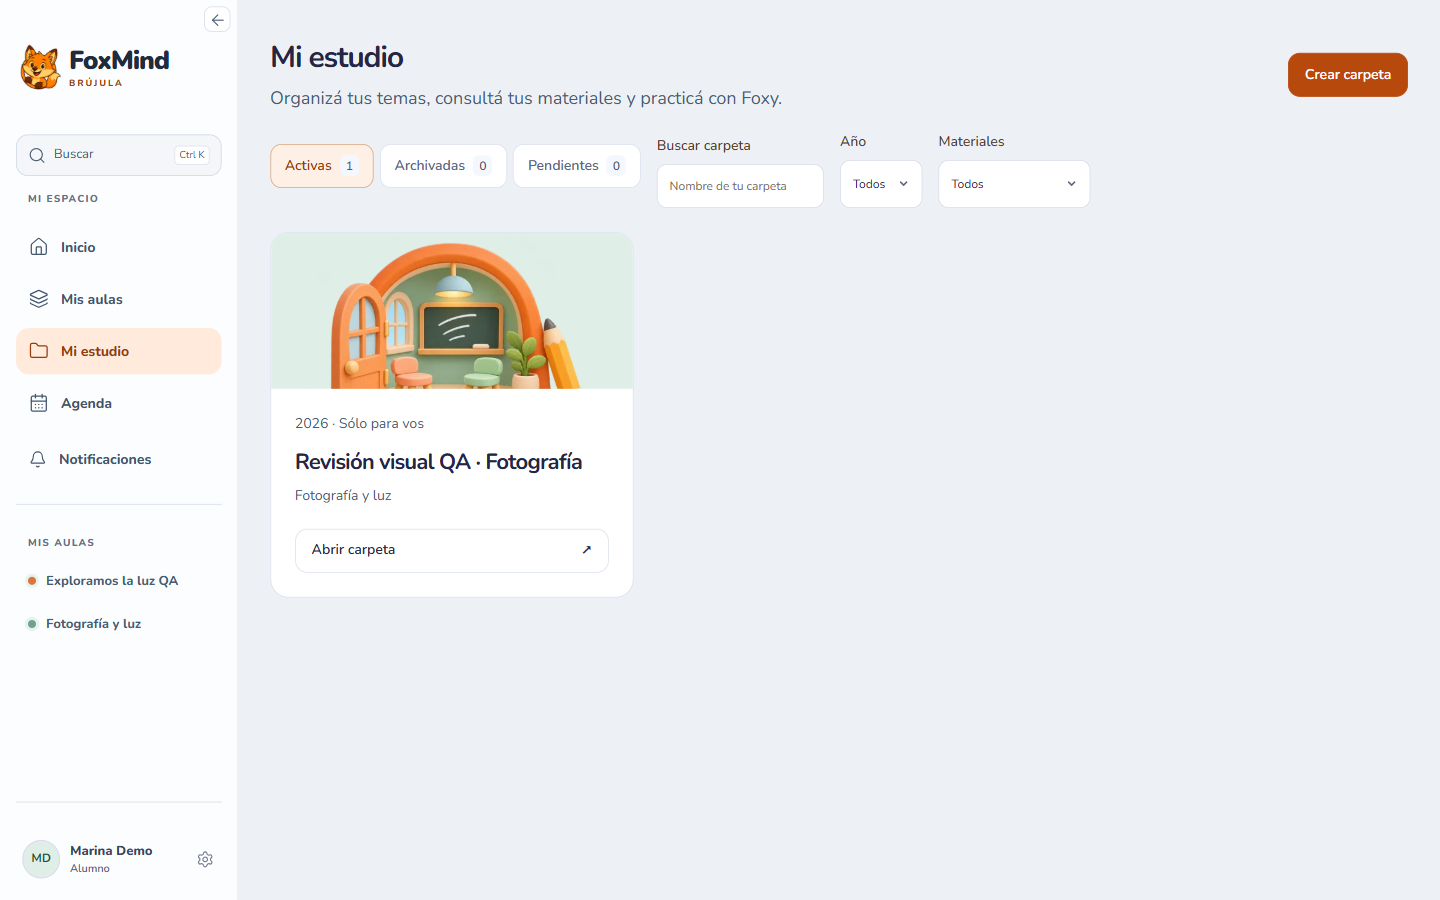 FoxMind
BRÚJULA
Buscar Ctrl K
MI ESPACIO
Inicio
Mis aulas
Mi estudio
Agenda
Notificaciones
MIS AULAS
Exploramos la luz QA
Fotografía y luz
MD
Marina Demo
Alumno
Mi estudio
Organizá tus temas, consultá tus materiales y practicá con Foxy.
Crear carpeta
Activas 1
Archivadas 0
Pendientes 0
Buscar carpeta
Nombre de tu carpeta
Año
Todos
Materiales
Todos
2026 · Sólo para vos
Revisión visual QA · Fotografía
Fotografía y luz
Abrir carpeta ↗